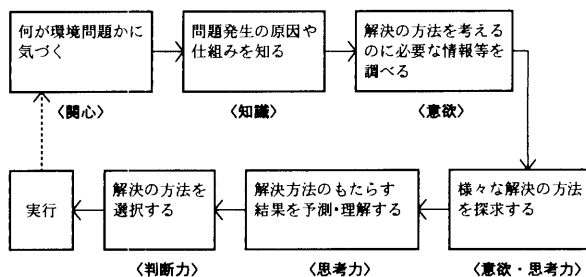 何が環境問題かに
気づく
〈関心〉
問題発生の原因や
仕組みを知る
〈知識〉
解決の方法を考える
のに必要な情報等を
調べる
〈意欲〉
様々な解決の方法
を探求する
〈意欲・思考力〉
解決方法のもたらす
結果を予測・理解する
〈思考力〉
解決の方法を
選択する
〈判断力〉
実行